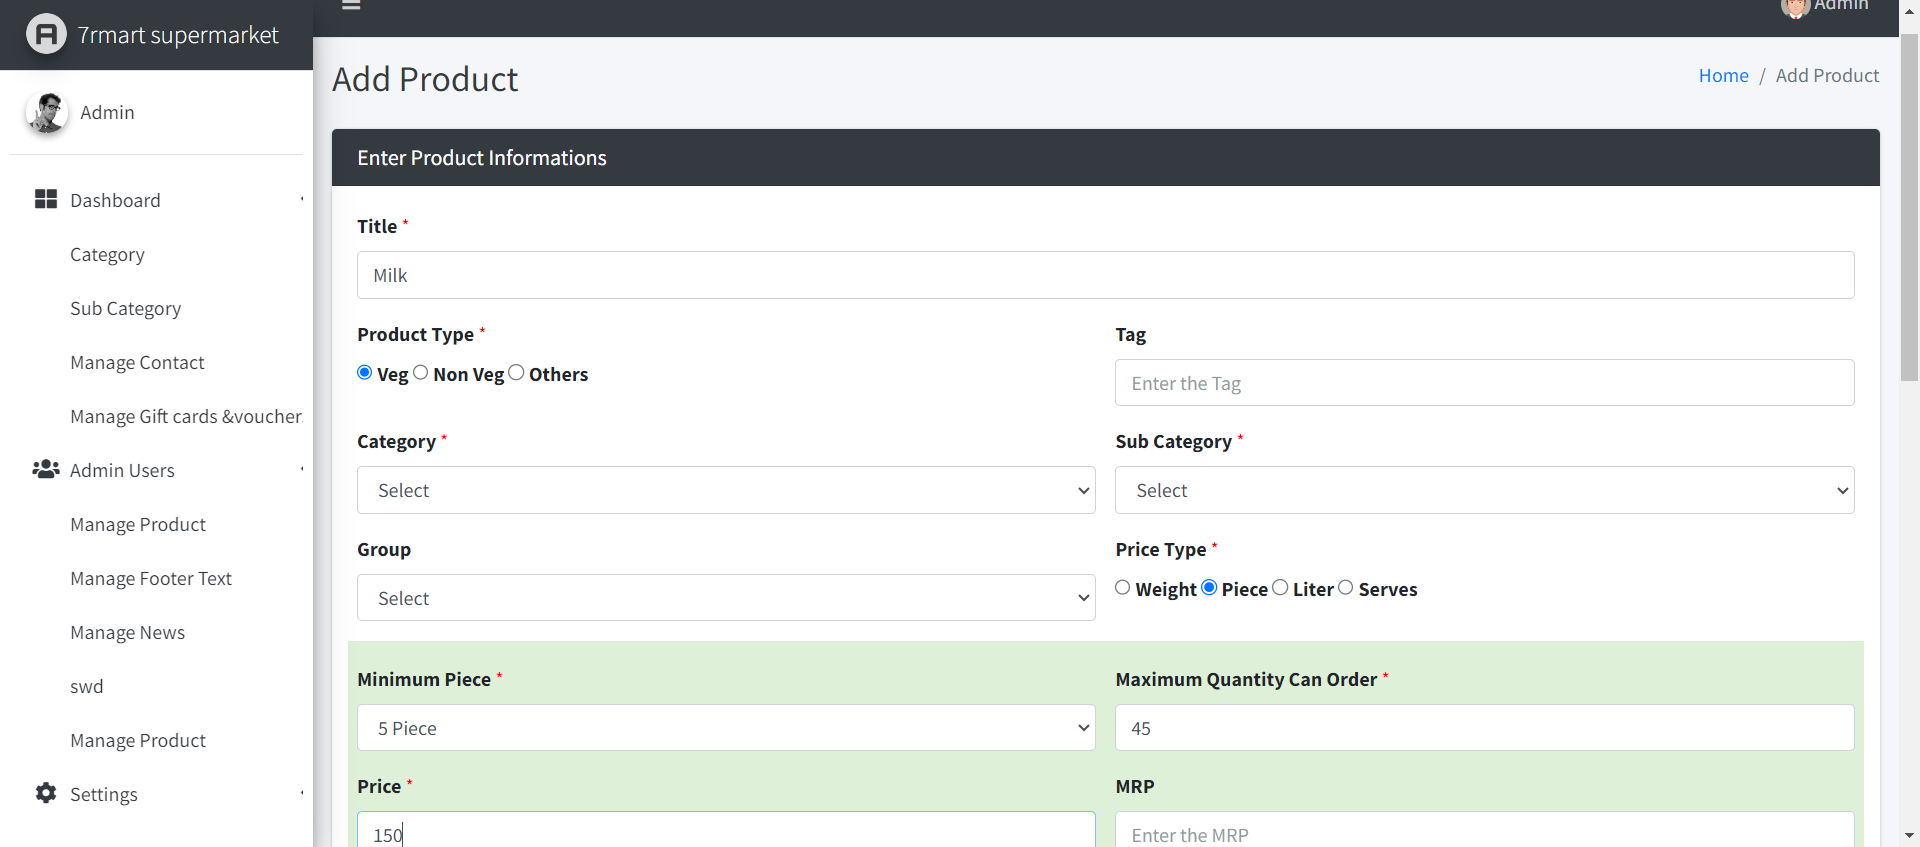 7rmart supermarket
Admin
Admin
Add Product
Home / Add Product
Dashboard
Category
Sub Category
Manage Contact
Manage Gift cards &voucher
Admin Users
Manage Product
Manage Footer Text
Manage News
swd
Manage Product
Settings
Enter Product Informations
Title *
Milk
Product Type *
Veg Non Veg Others
Tag
Enter the Tag
Category *
Select
Sub Category *
Select
Group
Select
Price Type *
Weight Piece Liter Serves
Minimum Piece *
5 Piece
Maximum Quantity Can Order *
45
Price *
150
MRP
Enter the MRP